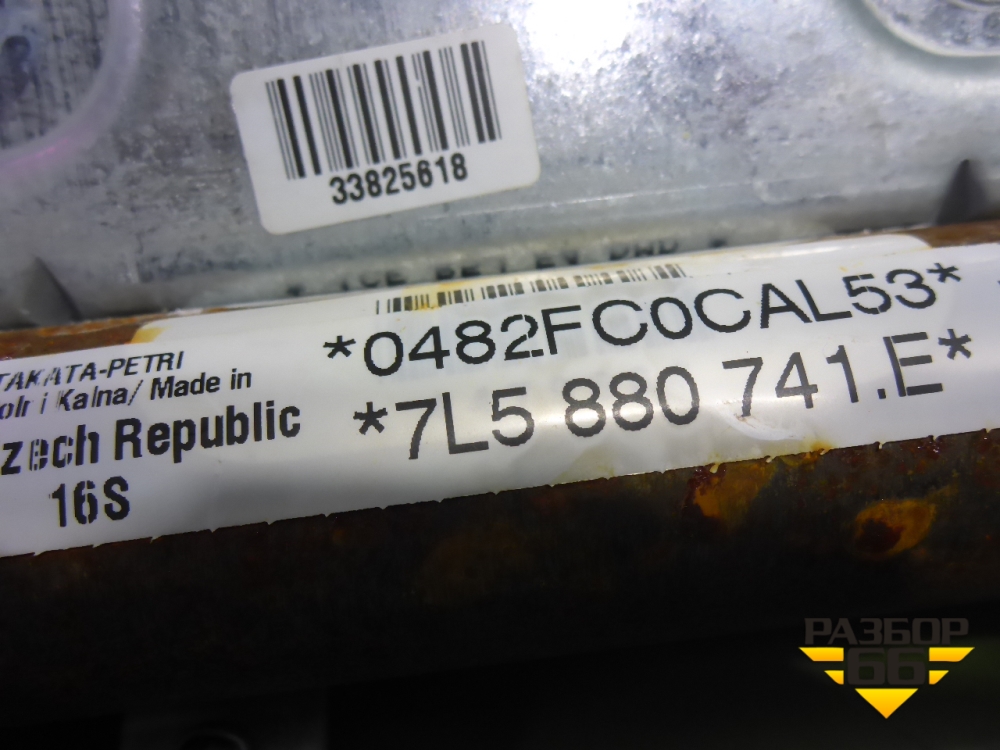 33825618
*0482FC0CAL53*
*7L5 880 741.E*
TAKATA-PETRI
Made in
zech Republic
16S
РАЗБОР
66